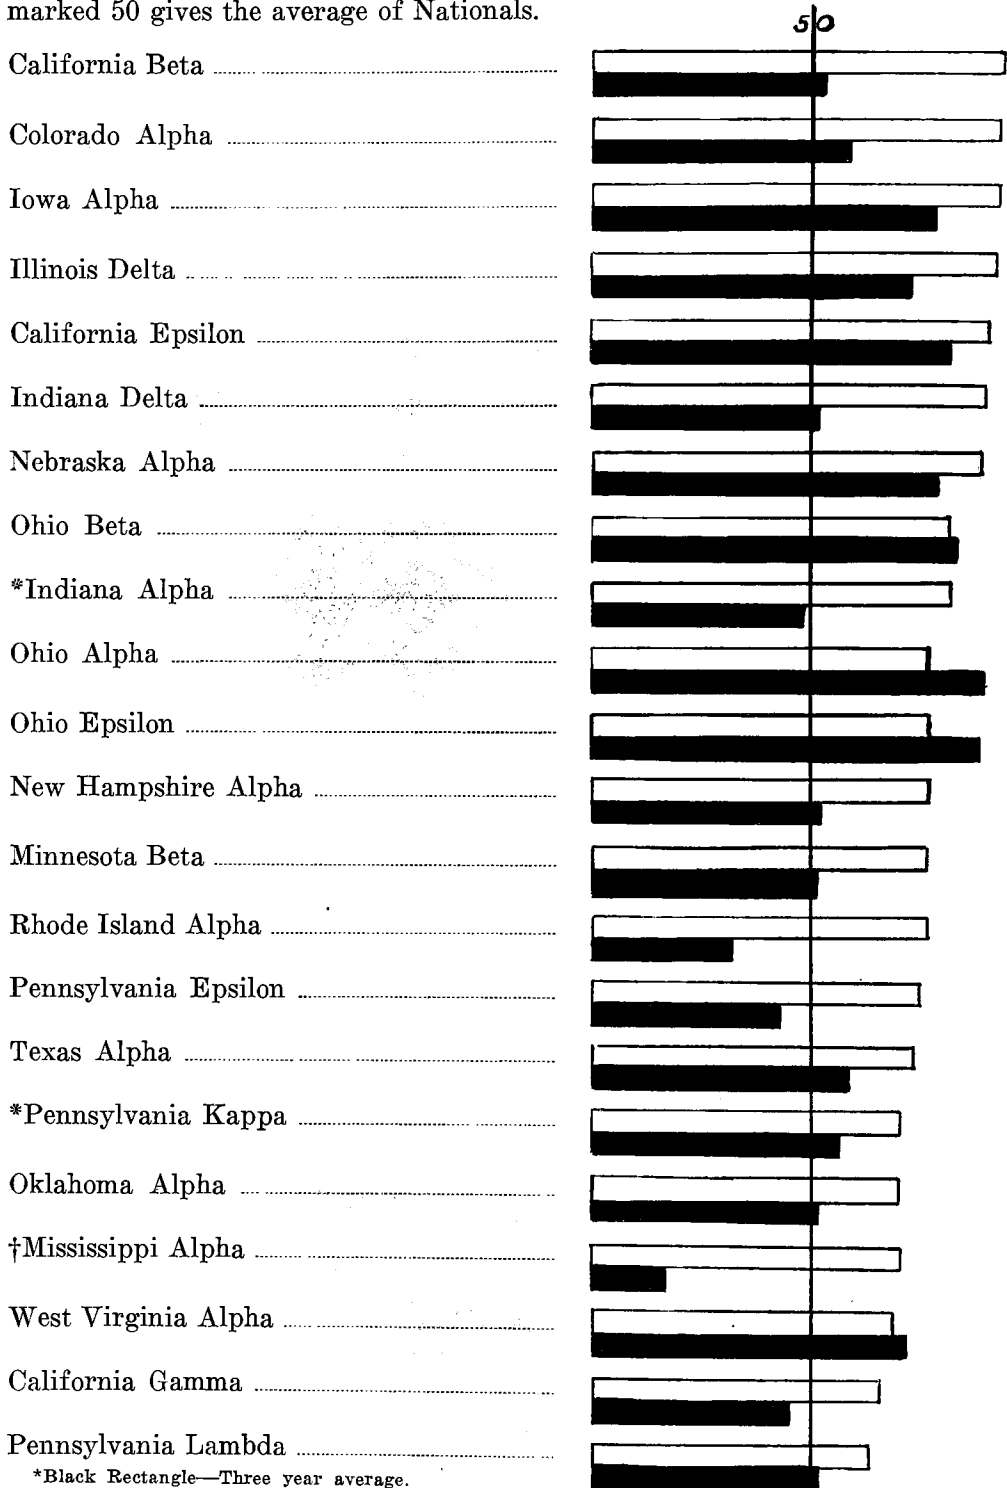 marked 50 gives the average of Nationals.
50
California Beta
Colorado Alpha
Iowa Alpha
Illinois Delta
California Epsilon
Indiana Delta
Nebraska Alpha
Ohio Beta
*Indiana Alpha
Ohio Alpha
Ohio Epsilon
New Hampshire Alpha
Minnesota Beta
Rhode Island Alpha
Pennsylvania Epsilon
Texas Alpha
*Pennsylvania Kappa
Oklahoma Alpha
†Mississippi Alpha
West Virginia Alpha
California Gamma
Pennsylvania Lambda
*Black Rectangle—Three year average.